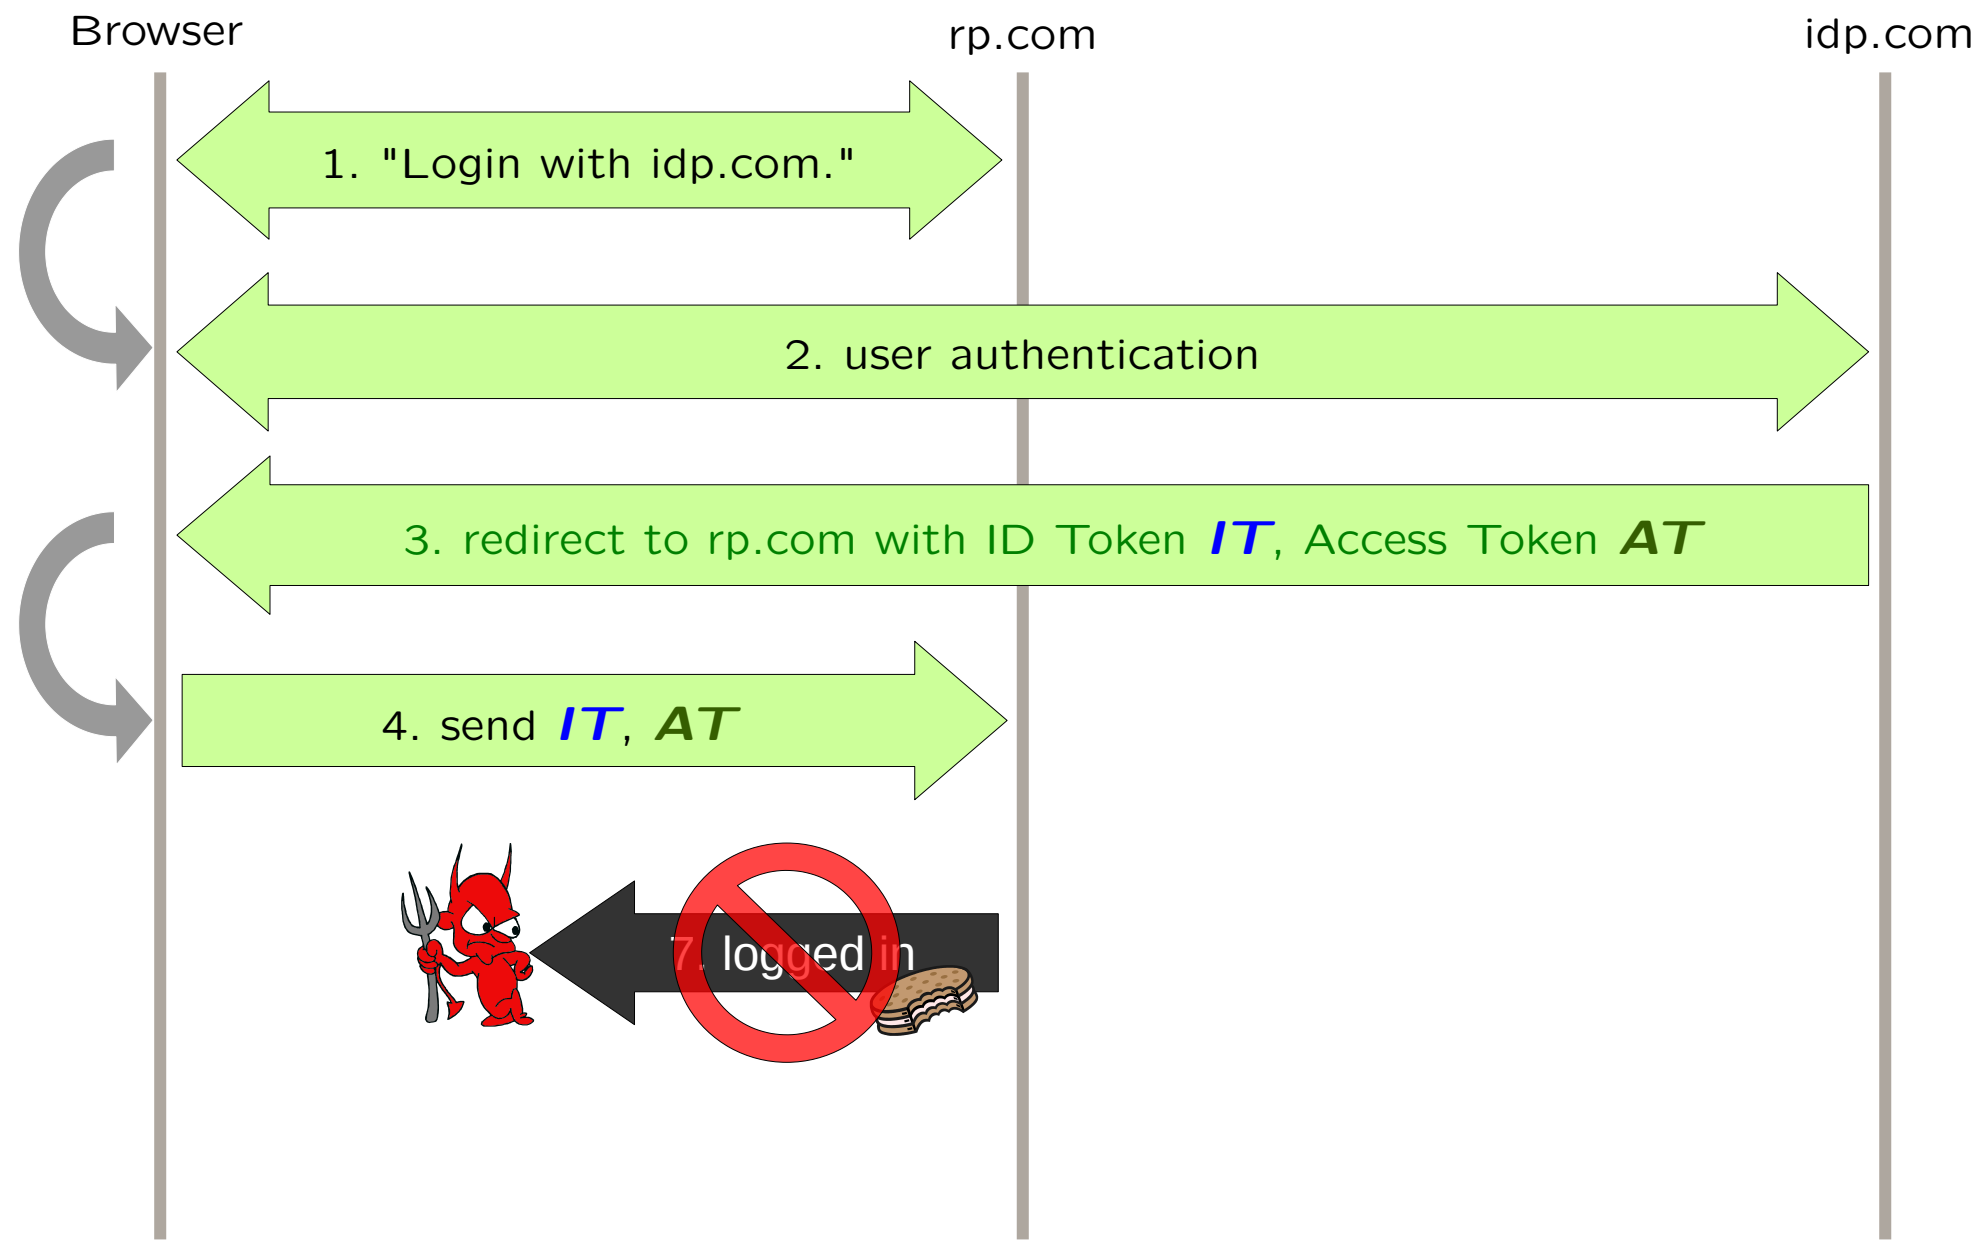 Browser
rp.com
idp.com
1. "Login with idp.com."
2. user authentication
3. redirect to rp.com with ID Token IT, Access Token AT
4. send IT, AT
7. logged in